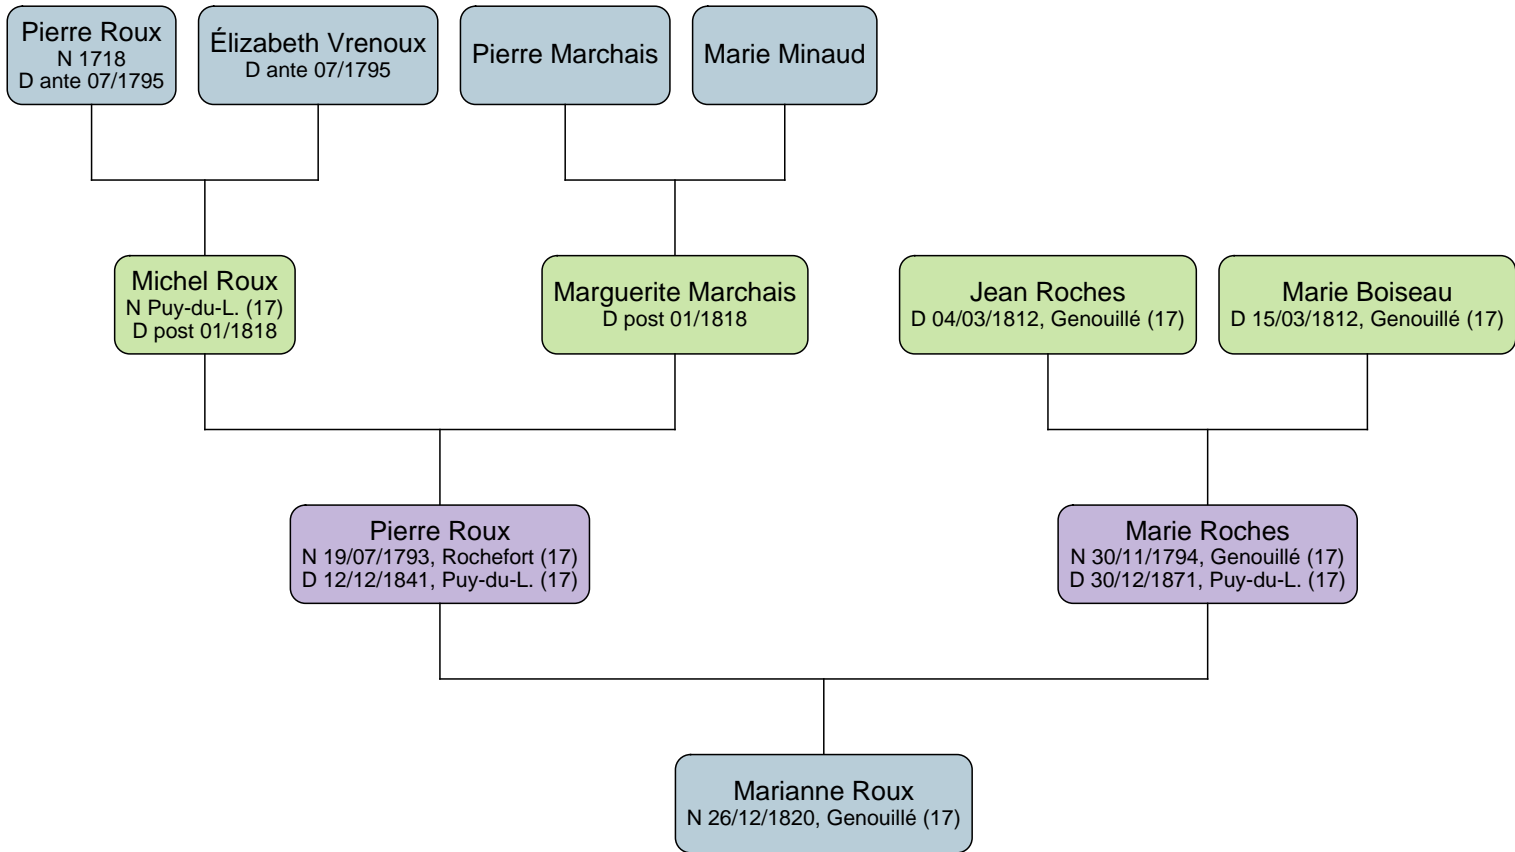 Pierre Roux
N 1718
D ante 07/1795
Élizabeth Vrenoux
D ante 07/1795
Pierre Marchais
Marie Minaud
Michel Roux
N Puy-du-L. (17)
D post 01/1818
Marguerite Marchais
D post 01/1818
Jean Roches
D 04/03/1812, Genouillé (17)
Marie Boiseau
D 15/03/1812, Genouillé (17)
Pierre Roux
N 19/07/1793, Rochefort (17)
D 12/12/1841, Puy-du-L. (17)
Marie Roches
N 30/11/1794, Genouillé (17)
D 30/12/1871, Puy-du-L. (17)
Marianne Roux
N 26/12/1820, Genouillé (17)